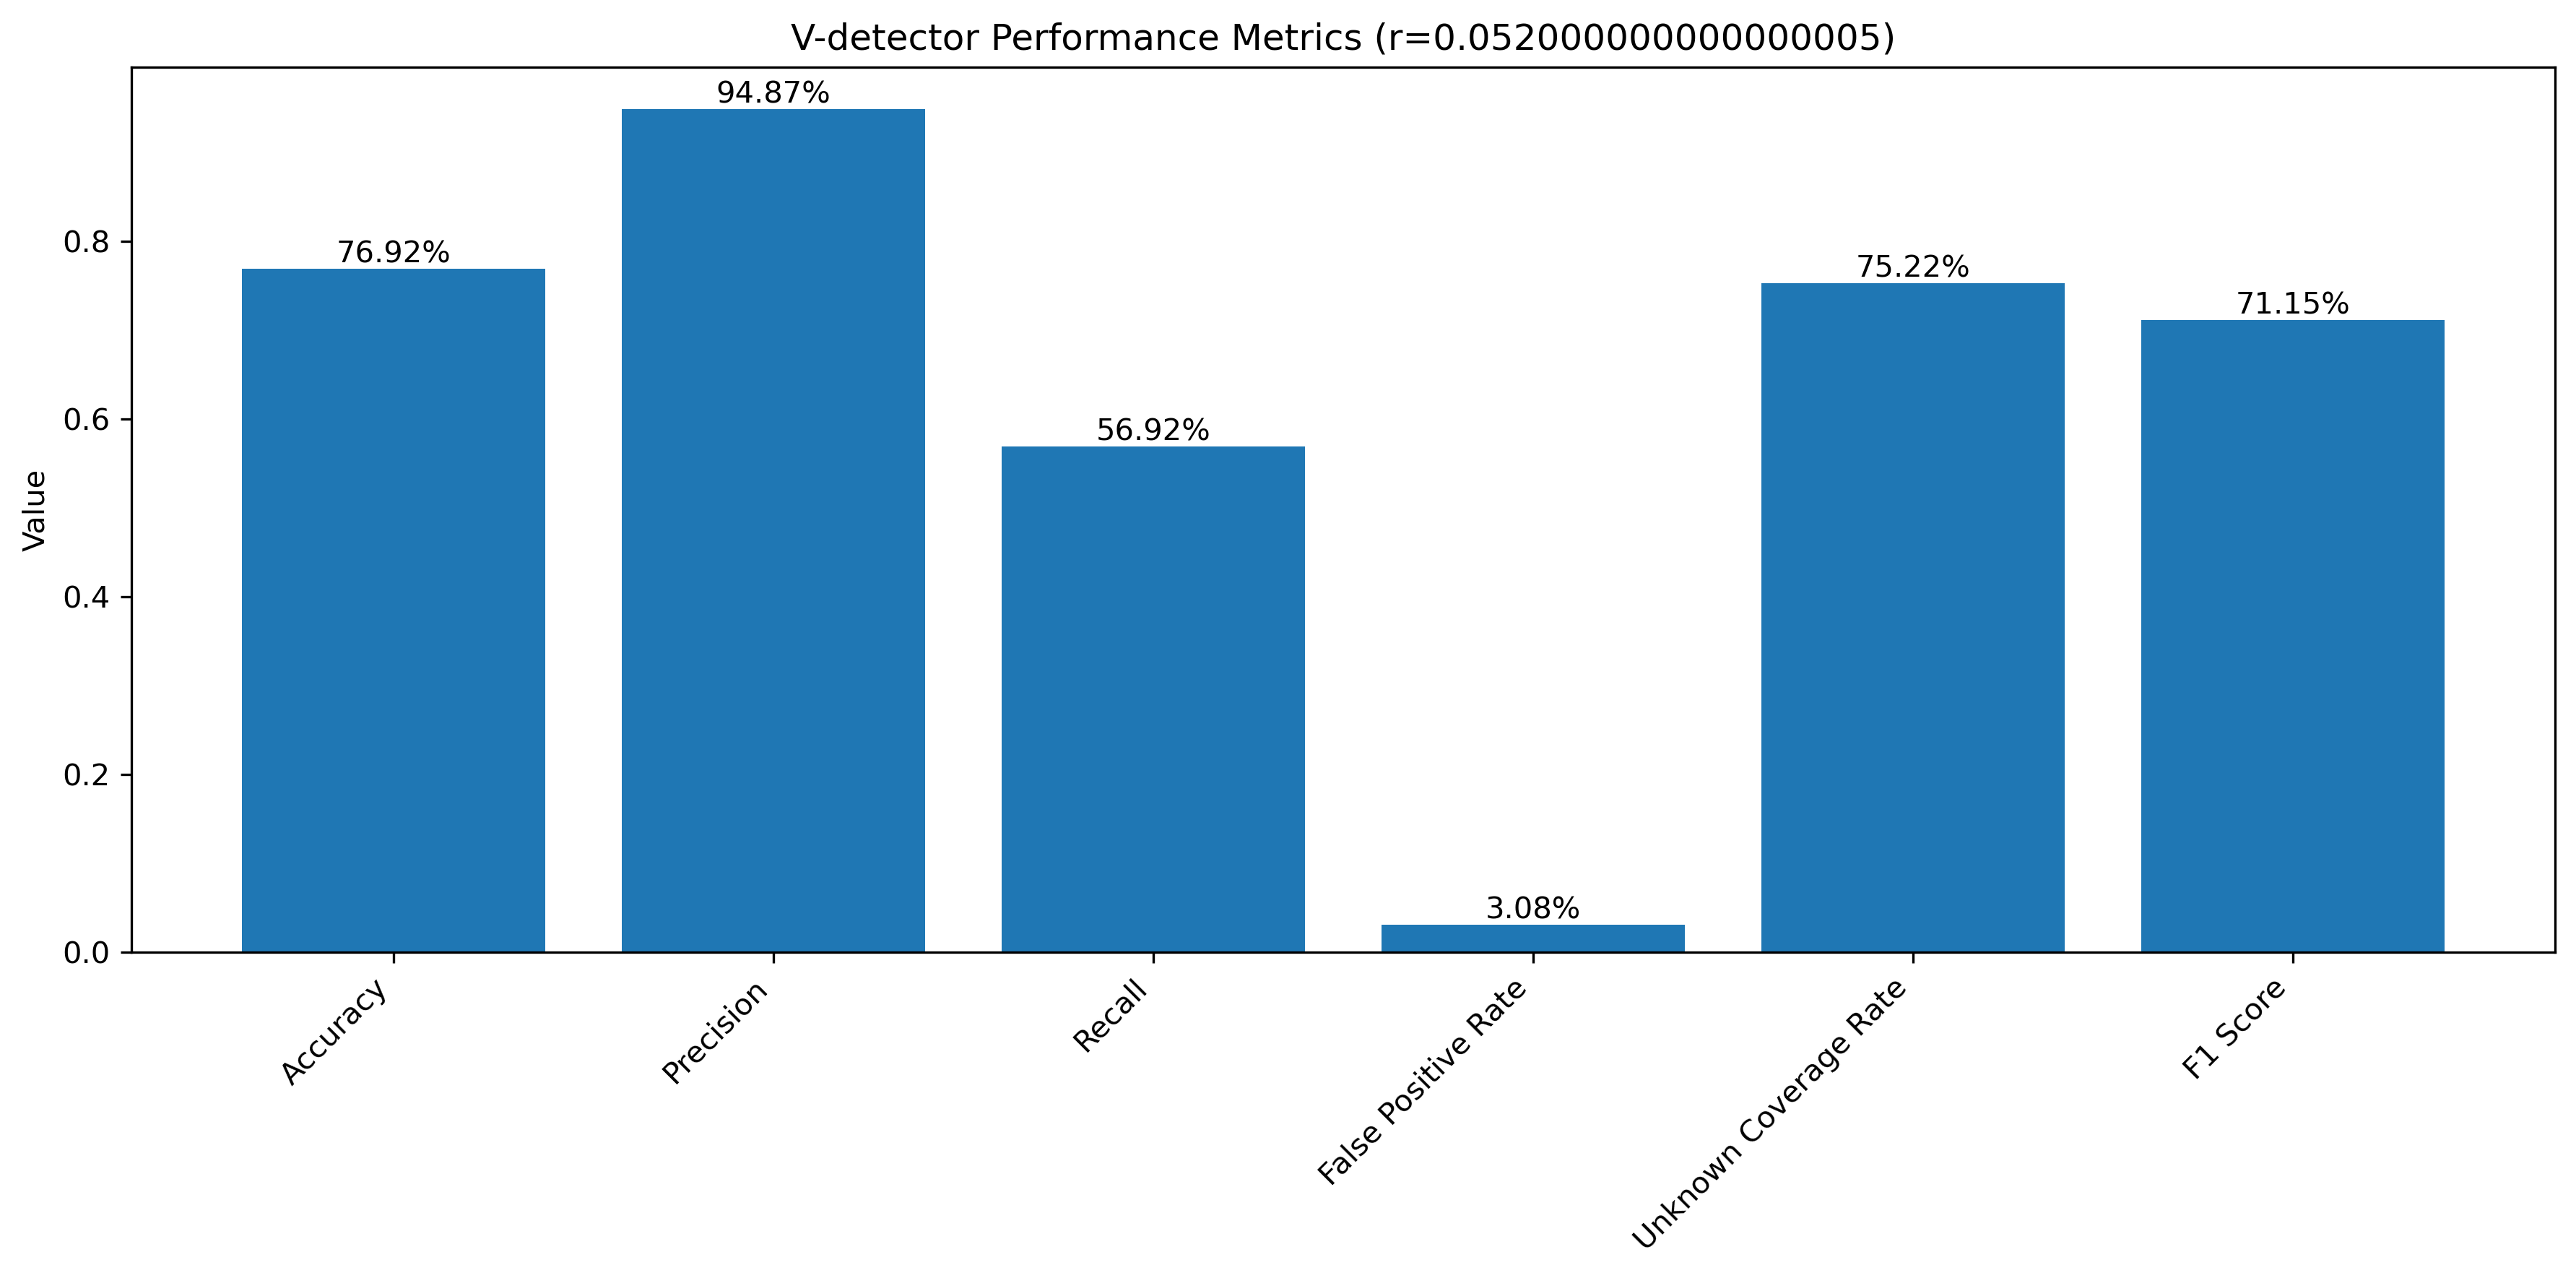 V-detector Performance Metrics (r=0.052000000000000005)
94.87%
76.92%
75.22%
71.15%
56.92%
3.08%
Value
0.8
0.6
0.4
0.2
0.0
Accuracy
Precision
Recall
False Positive Rate
Unknown Coverage Rate
F1 Score